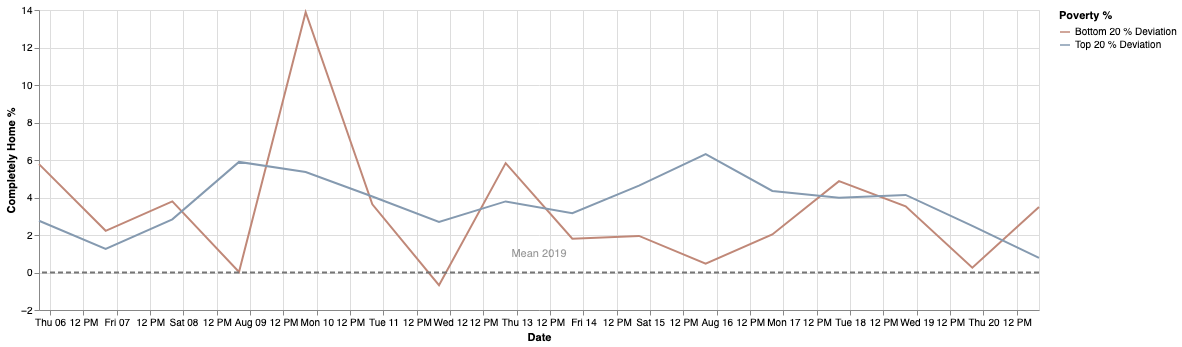 Completely Home %
14
12
10
8
6
4
2
0
−2
Mean 2019
Thu 06 12 PM Fri 07 12 PM Sat 08 12 PM Aug 09 12 PM Mon 10 12 PM Tue 11 12 PM Wed 12 12 PM Thu 13 12 PM Fri 14 12 PM Sat 15 12 PM Aug 16 12 PM Mon 17 12 PM Tue 18 12 PM Wed 19 12 PM Thu 20 12 PM
Date
Poverty %
Bottom 20 % Deviation
Top 20 % Deviation